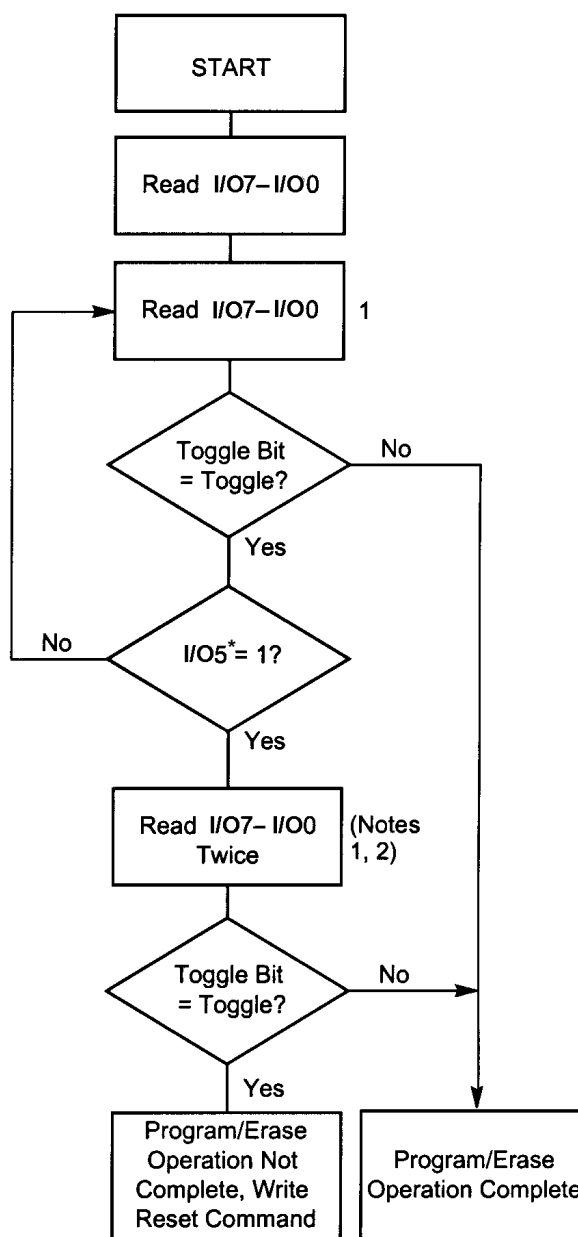 START
Read I/O7–I/O0
Read I/O7–I/O0 1
Toggle Bit
= Toggle?
No
Yes
No
I/O5*= 1?
Yes
Read I/O7–I/O0
Twice
(Notes
1, 2)
Toggle Bit
= Toggle?
No
Yes
Program/Erase
Operation Not
Complete, Write
Reset Command
Program/Erase
Operation Complete